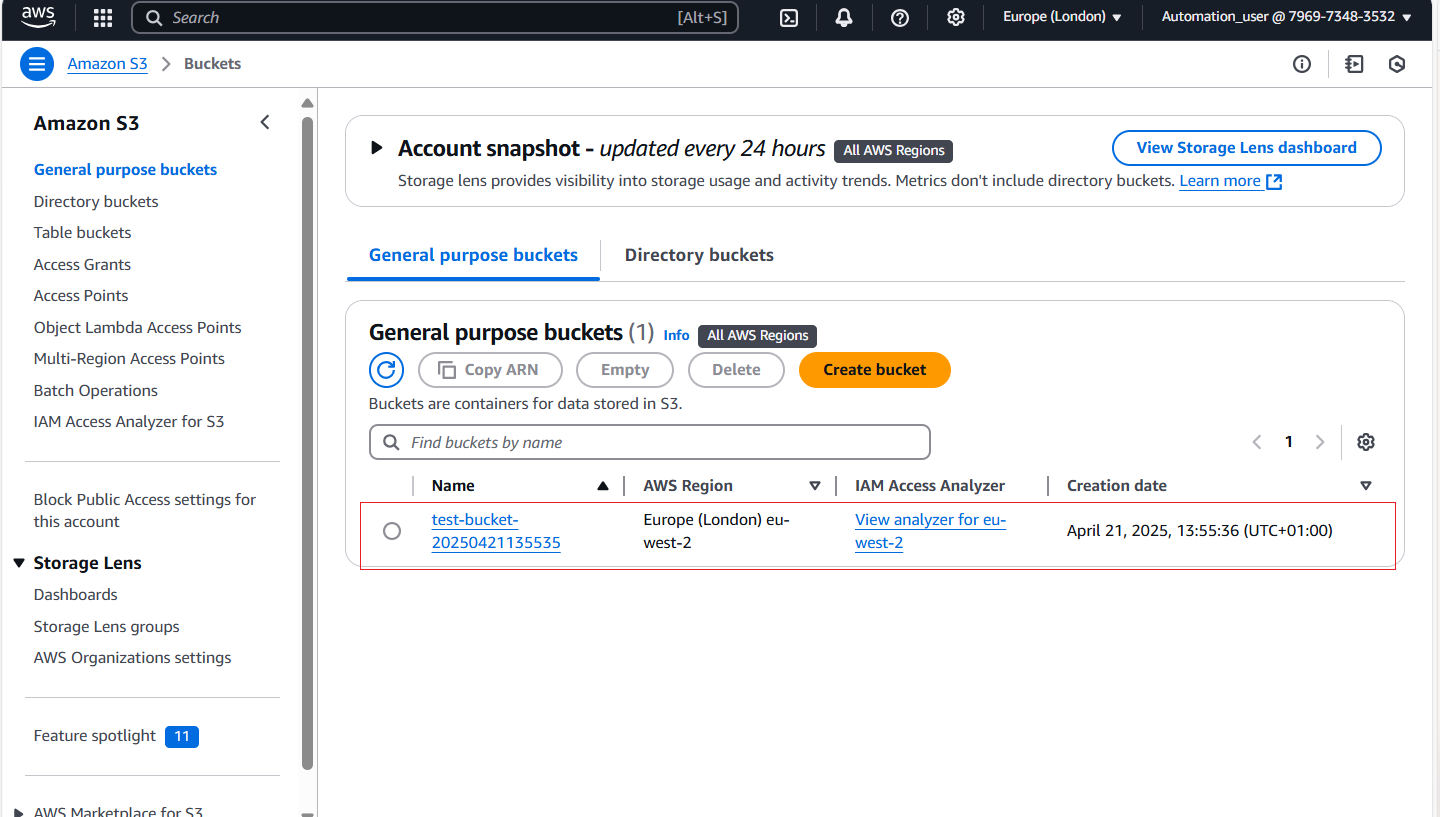 aws
Search [Alt+S]
Europe (London)
Automation_user @ 7969-7348-3532
Amazon S3
Buckets
Amazon S3
General purpose buckets
Directory buckets
Table buckets
Access Grants
Access Points
Object Lambda Access Points
Multi-Region Access Points
Batch Operations
IAM Access Analyzer for S3
Block Public Access settings for
this account
Storage Lens
Dashboards
Storage Lens groups
AWS Organizations settings
Feature spotlight 11
AWS Marketplace for S3
Account snapshot - updated every 24 hours All AWS Regions
View Storage Lens dashboard
Storage lens provides visibility into storage usage and activity trends. Metrics don't include directory buckets. Learn more
General purpose buckets
Directory buckets
General purpose buckets (1) Info All AWS Regions
Copy ARN
Empty
Delete
Create bucket
Buckets are containers for data stored in S3.
Find buckets by name
1
Name
AWS Region
IAM Access Analyzer
Creation date
test-bucket-
20250421135535
Europe (London) eu-
west-2
View analyzer for eu-
west-2
April 21, 2025, 13:55:36 (UTC+01:00)